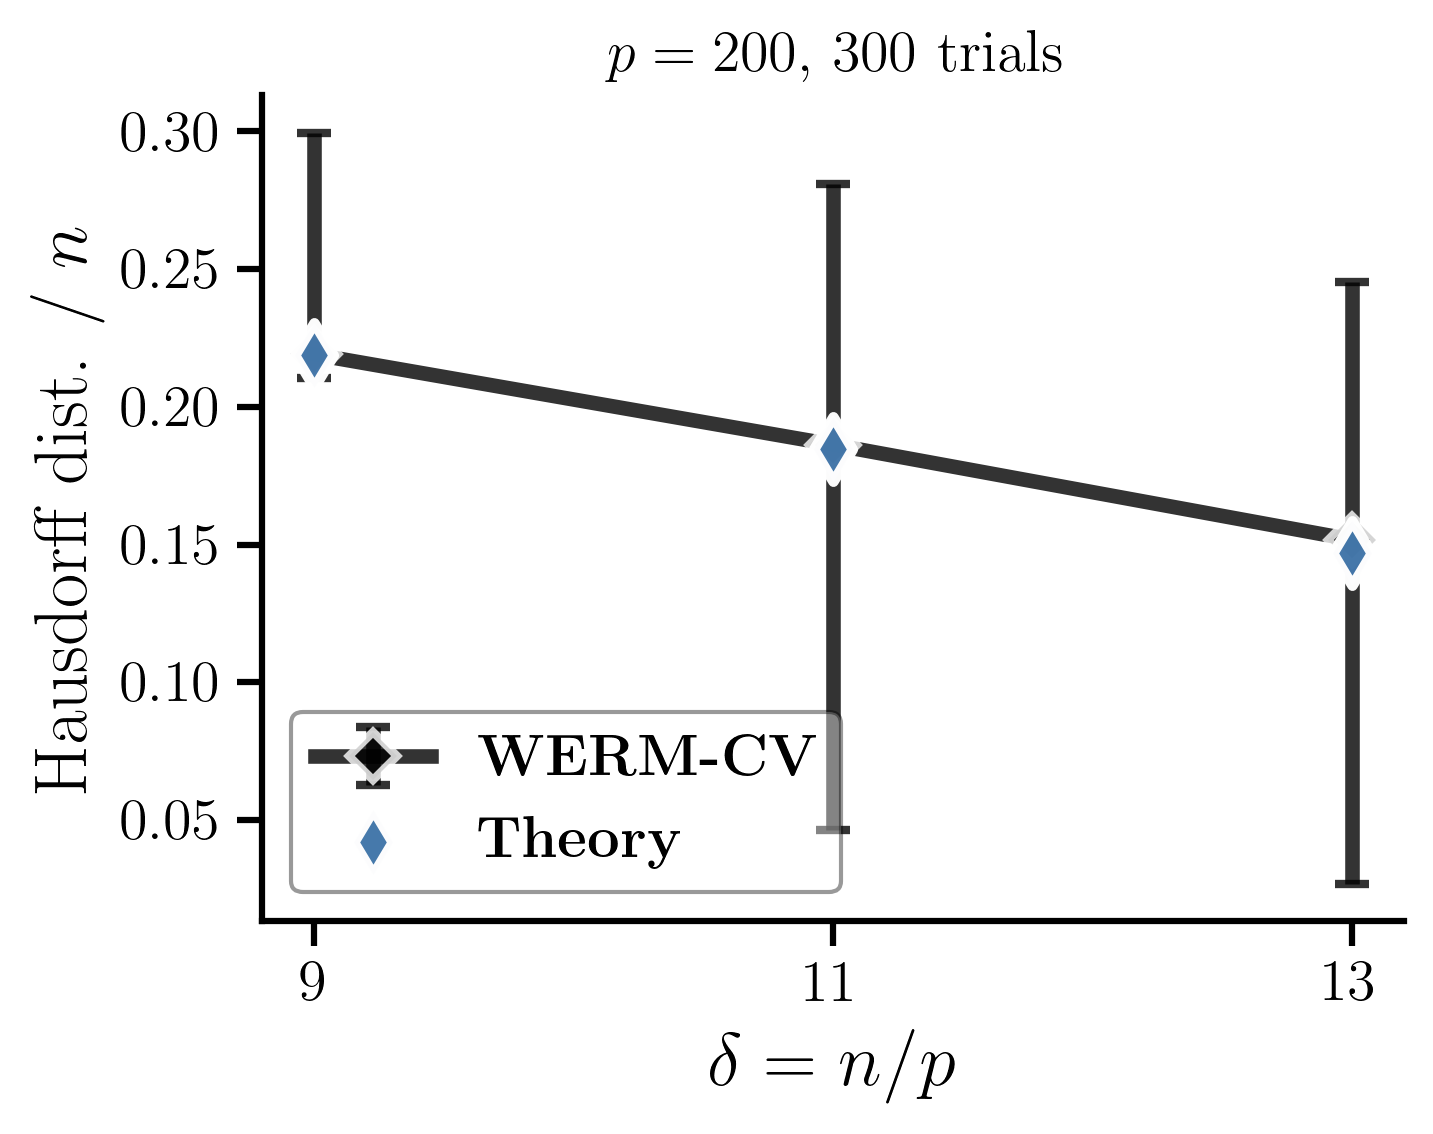 p = 200, 300 trials
Hausdorff dist. / n
0.30
0.25
0.20
0.15
0.10
0.05
WERM-CV
Theory
9
11
13
δ = n/p